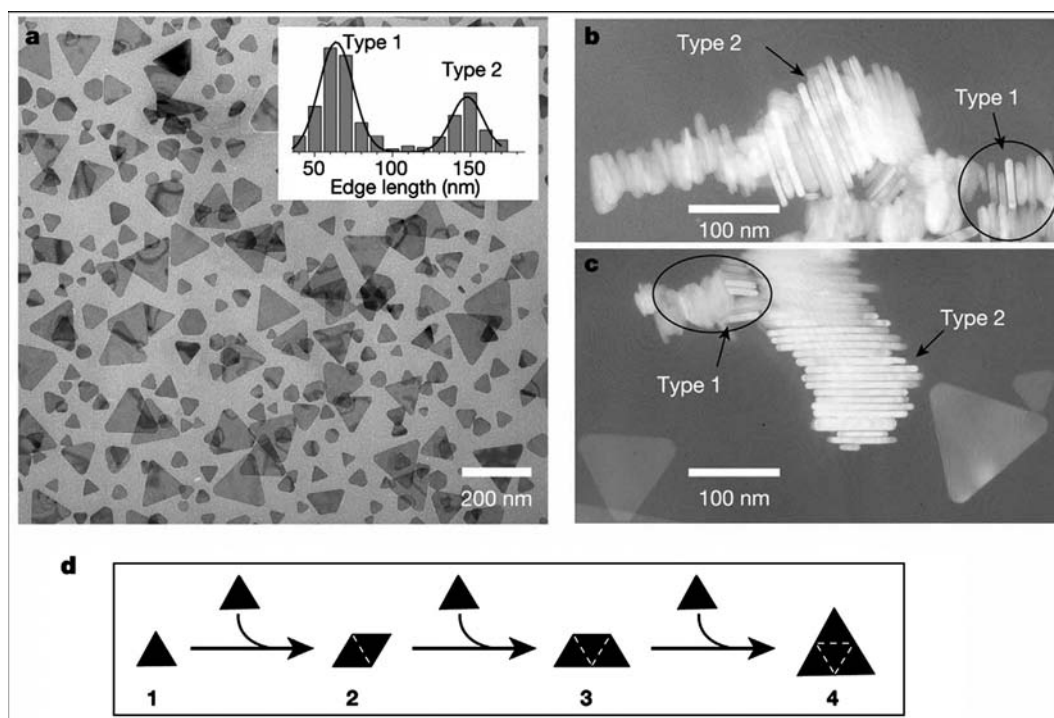 a
Type 1
Type 2
50 100 150
Edge length (nm)
200 nm
b
Type 2
Type 1
100 nm
c
Type 2
Type 1
100 nm
d
1 2 3 4